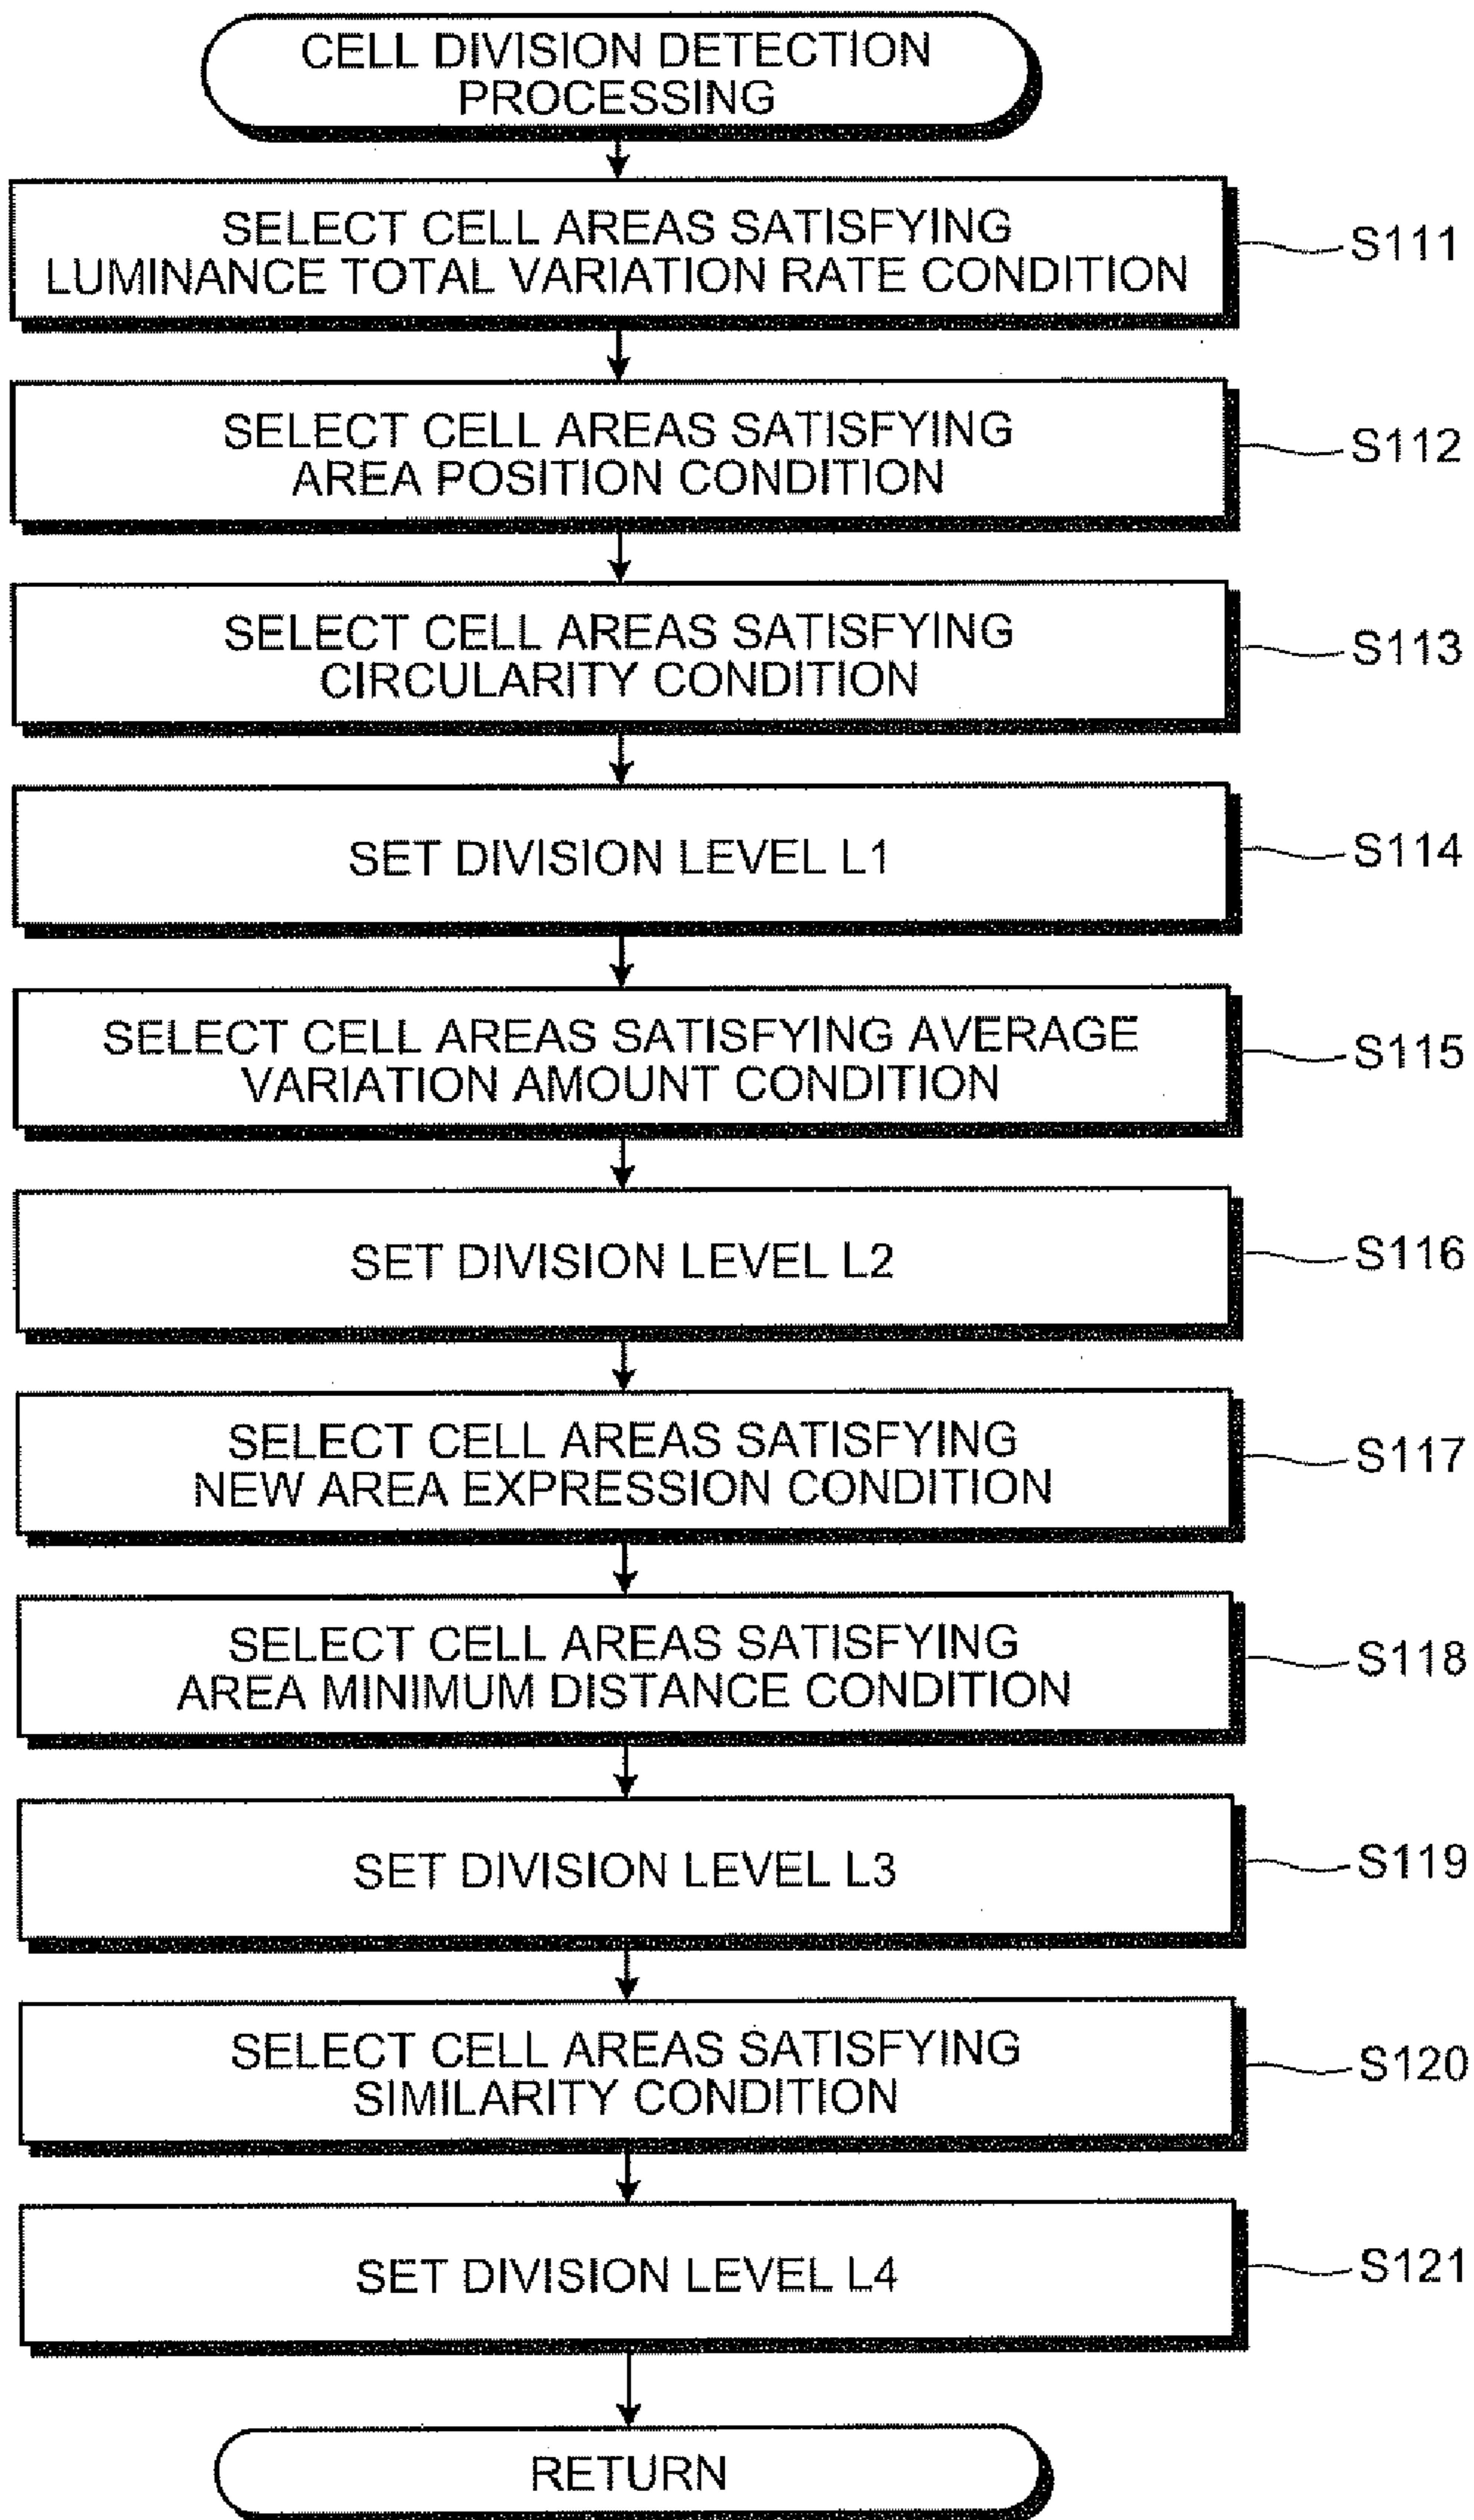 CELL DIVISION DETECTION
PROCESSING
SELECT CELL AREAS SATISFYING
LUMINANCE TOTAL VARIATION RATE CONDITION
S111
SELECT CELL AREAS SATISFYING
AREA POSITION CONDITION
S112
SELECT CELL AREAS SATISFYING
CIRCULARITY CONDITION
S113
SET DIVISION LEVEL L1
S114
SELECT CELL AREAS SATISFYING AVERAGE
VARIATION AMOUNT CONDITION
S115
SET DIVISION LEVEL L2
S116
SELECT CELL AREAS SATISFYING
NEW AREA EXPRESSION CONDITION
S117
SELECT CELL AREAS SATISFYING
AREA MINIMUM DISTANCE CONDITION
S118
SET DIVISION LEVEL L3
S119
SELECT CELL AREAS SATISFYING
SIMILARITY CONDITION
S120
SET DIVISION LEVEL L4
S121
RETURN